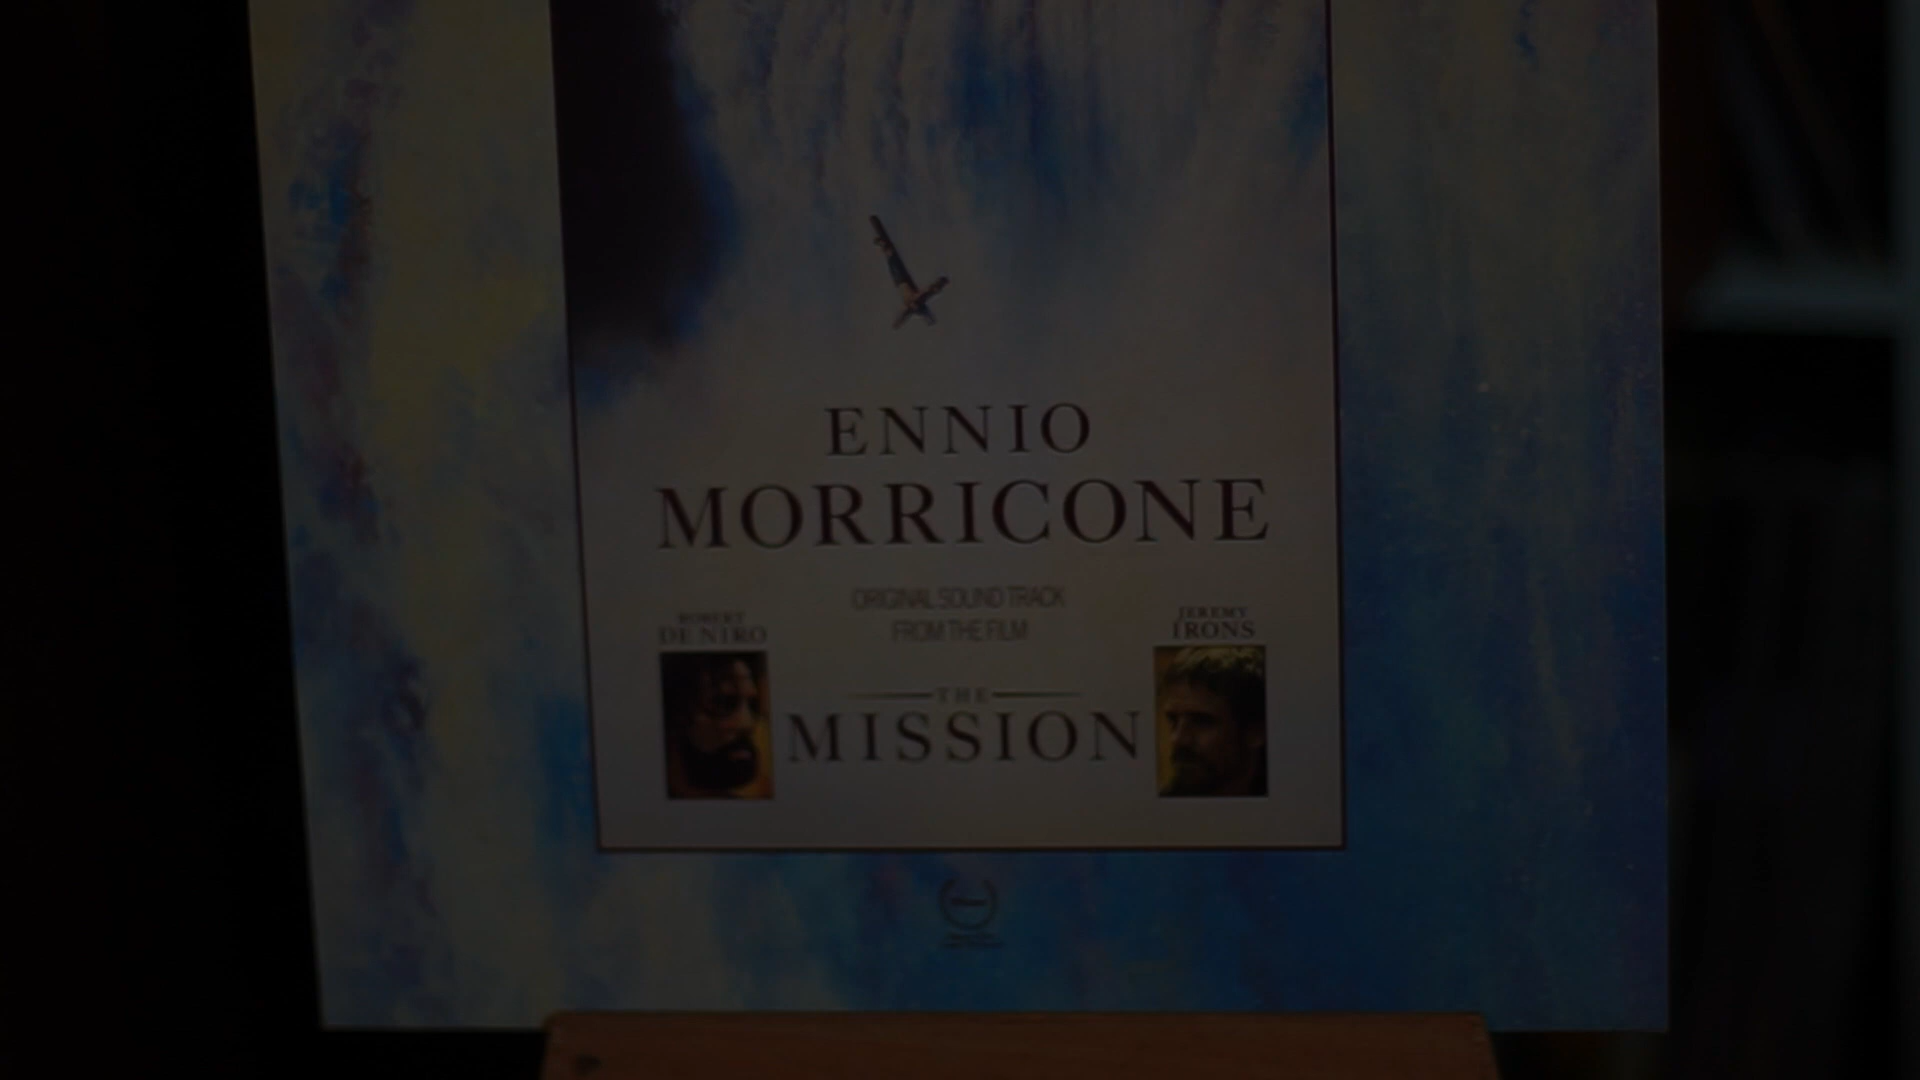 ENNIO
MORRICONE
ORIGINAL SOUND TRACK
FROM THE FILM
ROBERT
DE NIRO
JEREMY
IRONS
THE
MISSION